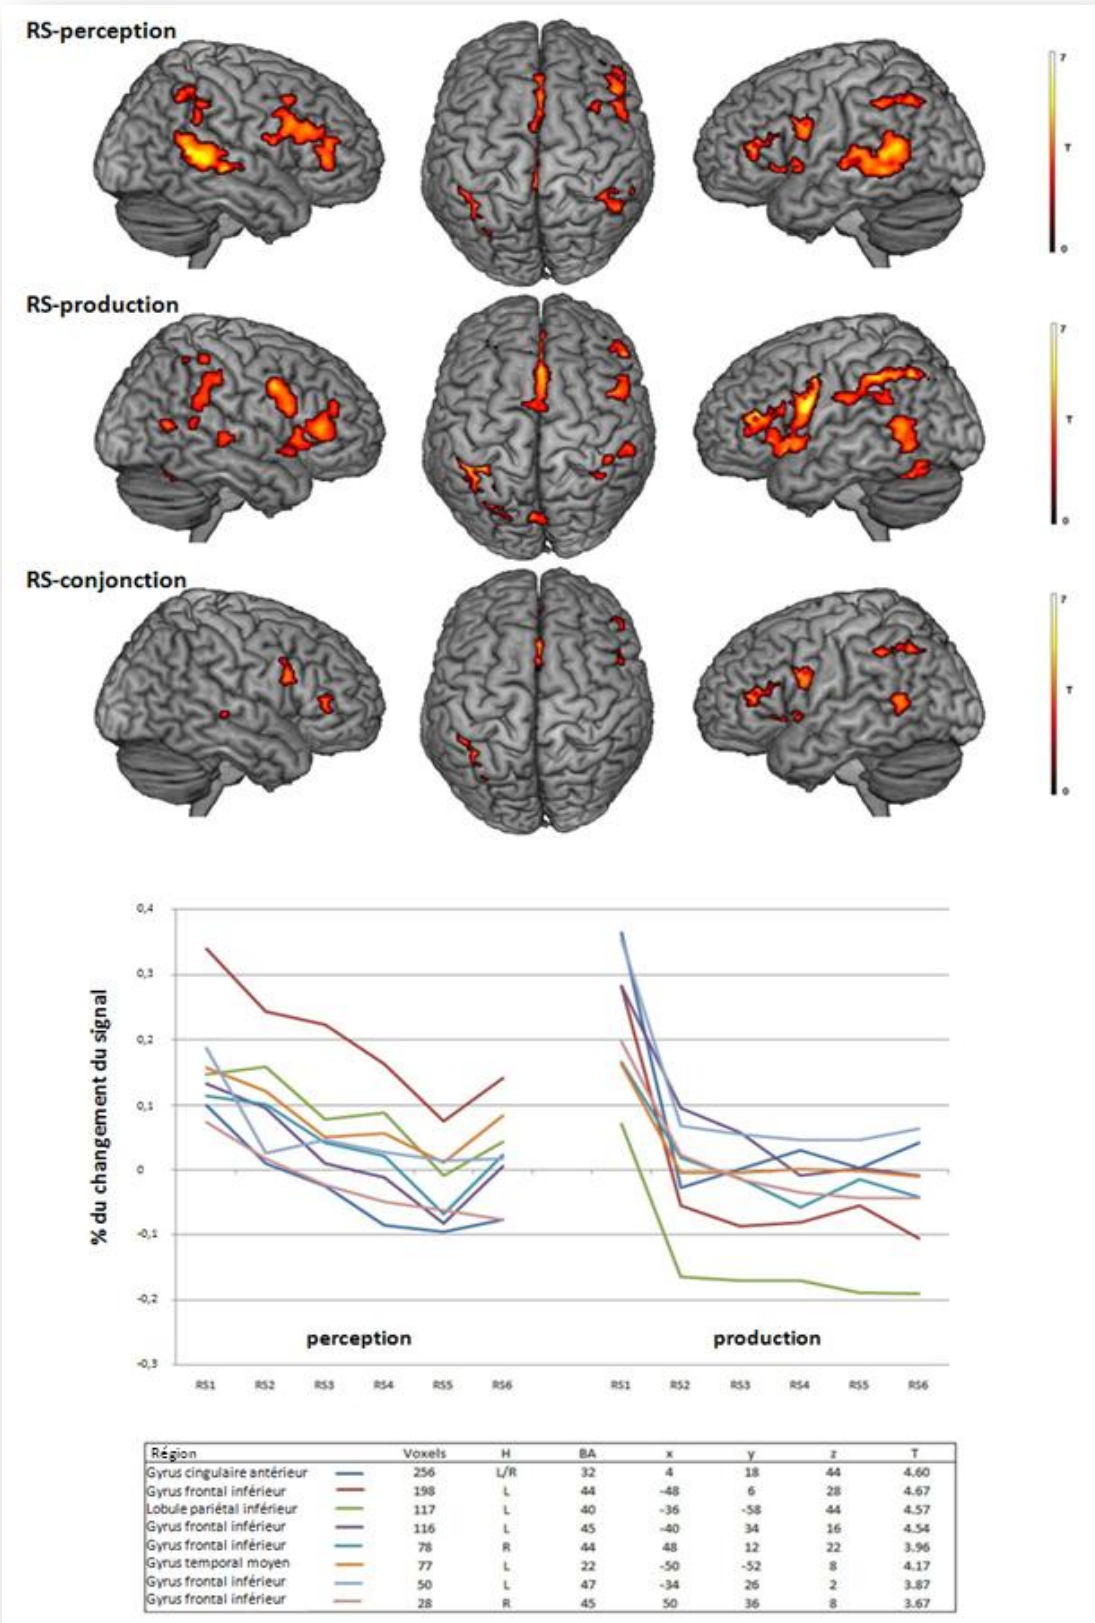 RS-perception
7
T
0
RS-production
7
T
0
RS-conjonction
7
T
0
% du changement du signal
0,4
0,3
0,2
0,1
0
-0,1
-0,2
-0,3
perception production
RS1 RS2 RS3 RS4 RS5 RS6 RS1 RS2 RS3 RS4 RS5 RS6
Région Voxels H BA x y z T
Gyrus cingulaire antérieur 256 L/R 32 4 18 44 4.60
Gyrus frontal inférieur 198 L 44 -48 6 28 4.67
Lobule pariétal inférieur 117 L 40 -36 -58 44 4.57
Gyrus frontal inférieur 116 L 45 -40 34 16 4.54
Gyrus frontal inférieur 78 R 44 48 12 22 3.96
Gyrus temporal moyen 77 L 22 -50 -52 8 4.17
Gyrus frontal inférieur 50 L 47 -34 26 2 3.87
Gyrus frontal inférieur 28 R 45 50 36 8 3.67